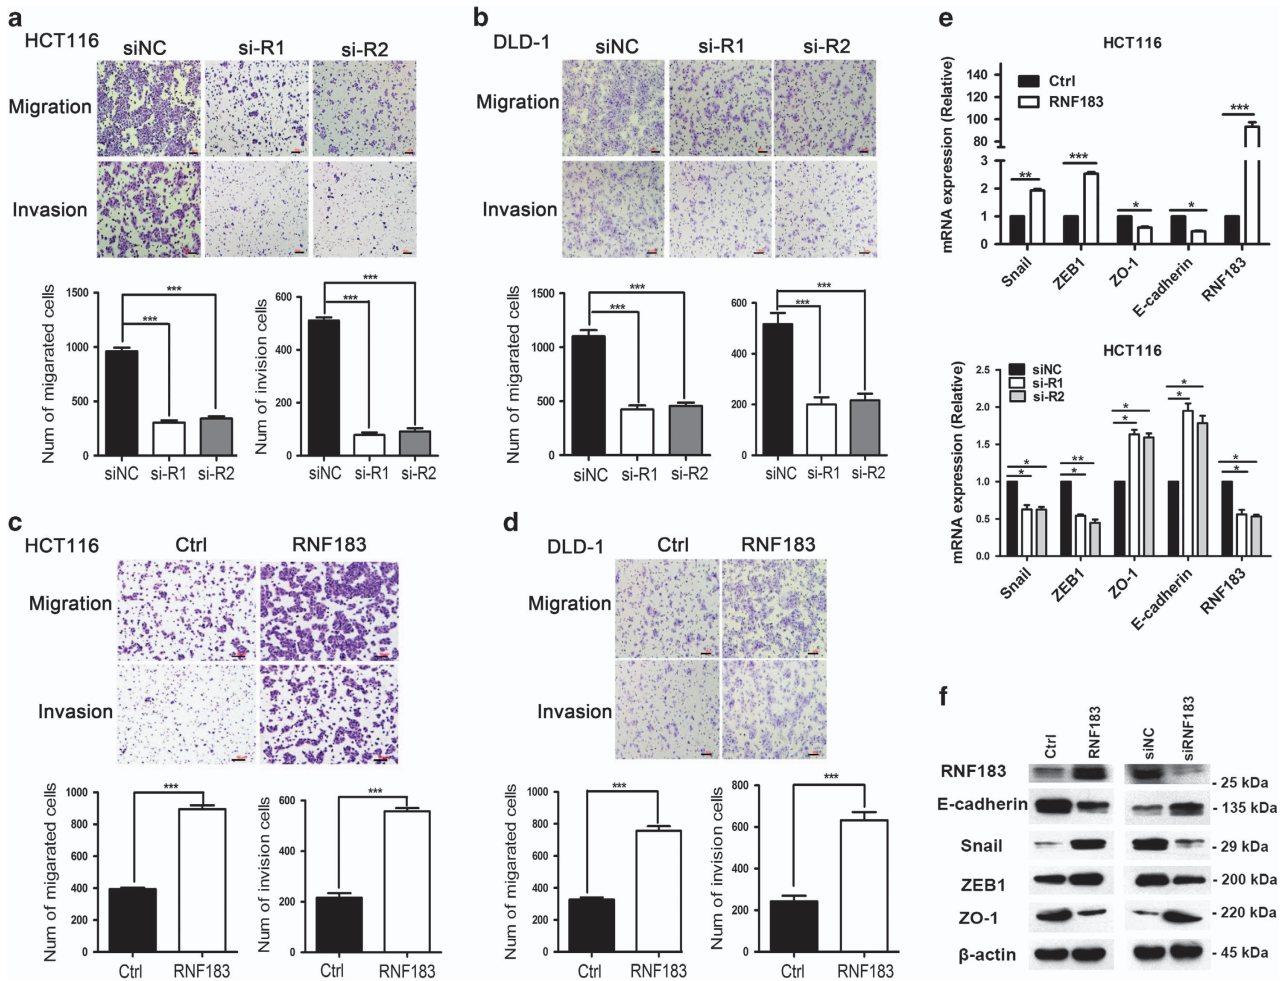 a
HCT116
siNC si-R1 si-R2
Migration
Invasion
Num of migarated cells
1500
1000
500
0
***
***
siNC si-R1 si-R2
Num of invision cells
600
400
200
0
***
***
siNC si-R1 si-R2
b
DLD-1
siNC si-R1 si-R2
Migration
Invasion
Num of migarated cells
1500
1000
500
0
***
***
siNC si-R1 si-R2
Num of invision cells
600
400
200
0
***
***
siNC si-R1 si-R2
c
HCT116
Ctrl RNF183
Migration
Invasion
Num of migarated cells
1000
800
600
400
200
0
***
Ctrl RNF183
Num of invasion cells
600
400
200
0
***
Ctrl RNF183
d
DLD-1
Ctrl RNF183
Migration
Invasion
Num of migarated cells
1000
800
600
400
200
0
***
Ctrl RNF183
Num of invasion cells
800
600
400
200
0
***
Ctrl RNF183
e
HCT116
mRNA expression (Relative)
140
120
100
80
3
2
1
0
Ctrl
RNF183
**
***
*
*
***
Snail ZEB1 ZO-1 E-cadherin RNF183
HCT116
mRNA expression (Relative)
2.5
2.0
1.5
1.0
0.5
0.0
siNC
si-R1
si-R2
*
*
**
*
*
*
*
*
*
*
Snail ZEB1 ZO-1 E-cadherin RNF183
f
Ctrl RNF183 siNC siRNF183
RNF183 - 25 kDa
E-cadherin - 135 kDa
Snail - 29 kDa
ZEB1 - 200 kDa
ZO-1 - 220 kDa
β-actin - 45 kDa